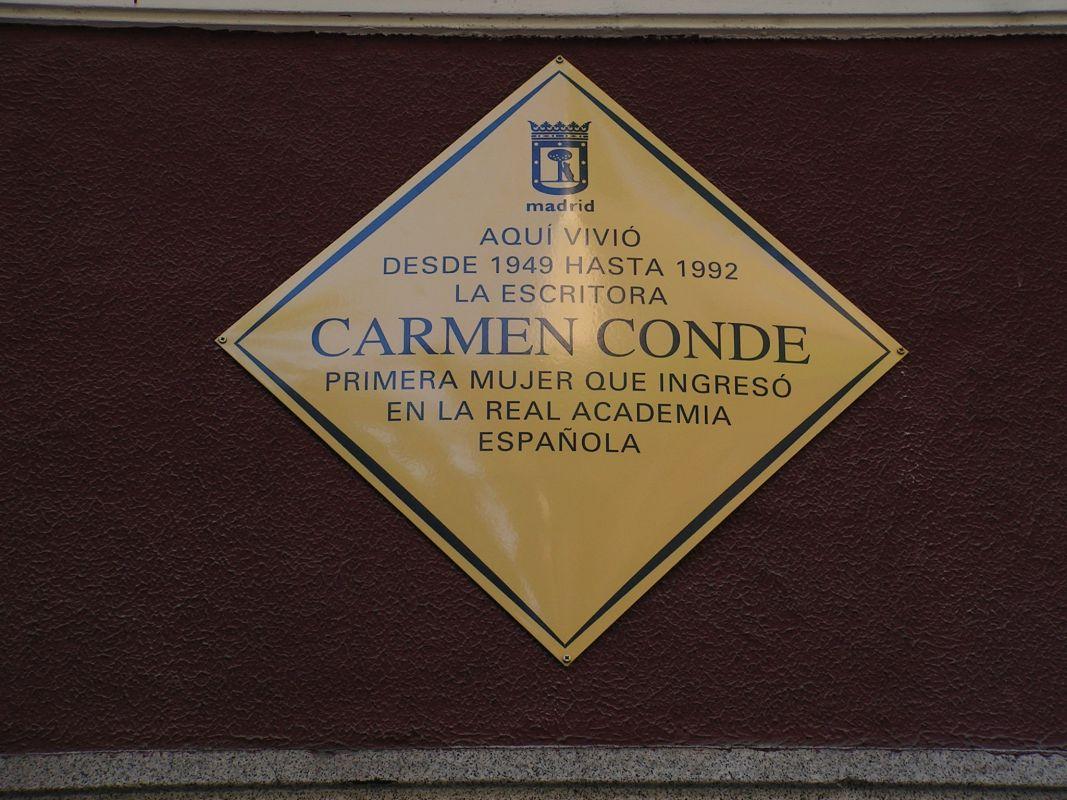 madrid
AQUÍ VIVIÓ
DESDE 1949 HASTA 1992
LA ESCRITORA
CARMEN CONDE
PRIMERA MUJER QUE INGRESÓ
EN LA REAL ACADEMIA
ESPAÑOLA